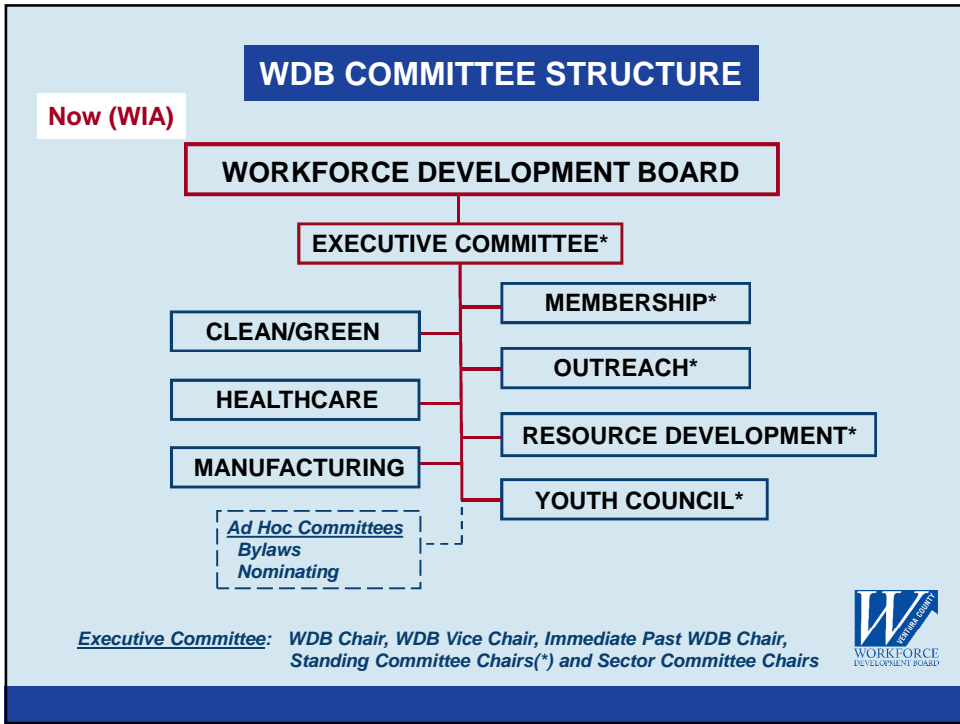 WDB COMMITTEE STRUCTURE
Now (WIA)
WORKFORCE DEVELOPMENT BOARD
EXECUTIVE COMMITTEE*
MEMBERSHIP*
CLEAN/GREEN
OUTREACH*
HEALTHCARE
RESOURCE DEVELOPMENT*
MANUFACTURING
YOUTH COUNCIL*
Ad Hoc Committees
Bylaws
Nominating
Executive Committee: WDB Chair, WDB Vice Chair, Immediate Past WDB Chair,
Standing Committee Chairs(*) and Sector Committee Chairs
W
VENTURA COUNTY
WORKFORCE
DEVELOPMENT BOARD